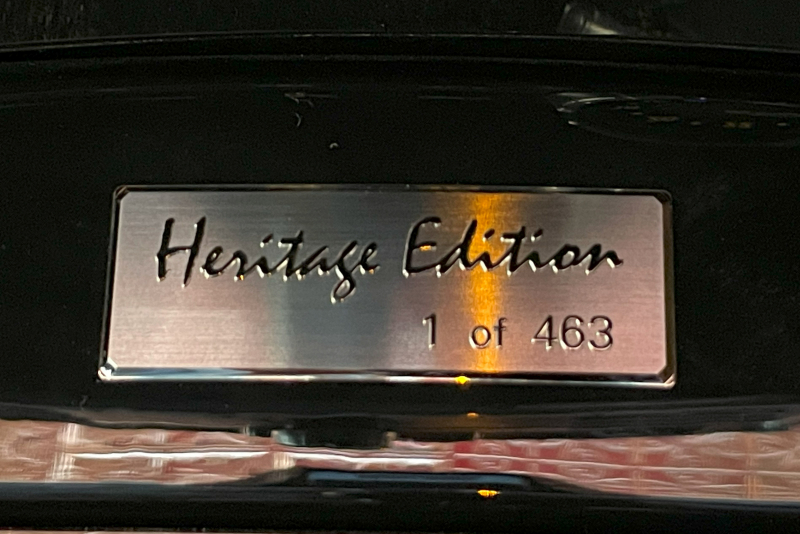 Heritage Edition
1 of 463